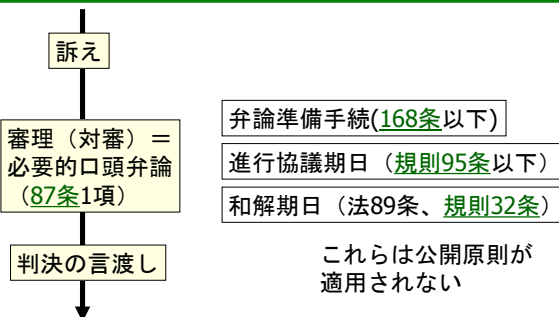 訴え
審理（対審）＝
必要的口頭弁論
（87条1項）
判決の言渡し
弁論準備手続(168条以下)
進行協議期日（規則95条以下）
和解期日（法89条、規則32条）
これらは公開原則が
適用されない